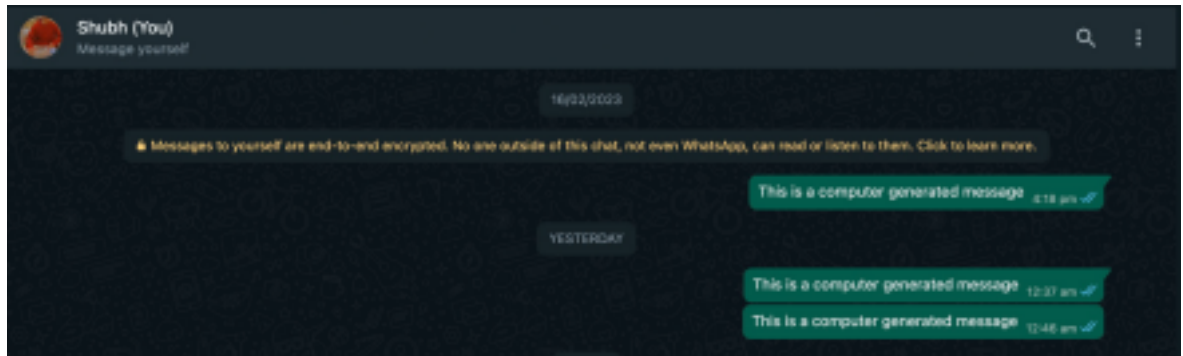 Shubh (You)
Message yourself
16/02/2023
Messages to yourself are end-to-end encrypted. No one outside of this chat, not even WhatsApp, can read or listen to them. Click to learn more.
This is a computer generated message 4:18 pm
YESTERDAY
This is a computer generated message 12:37 am
This is a computer generated message 12:46 am